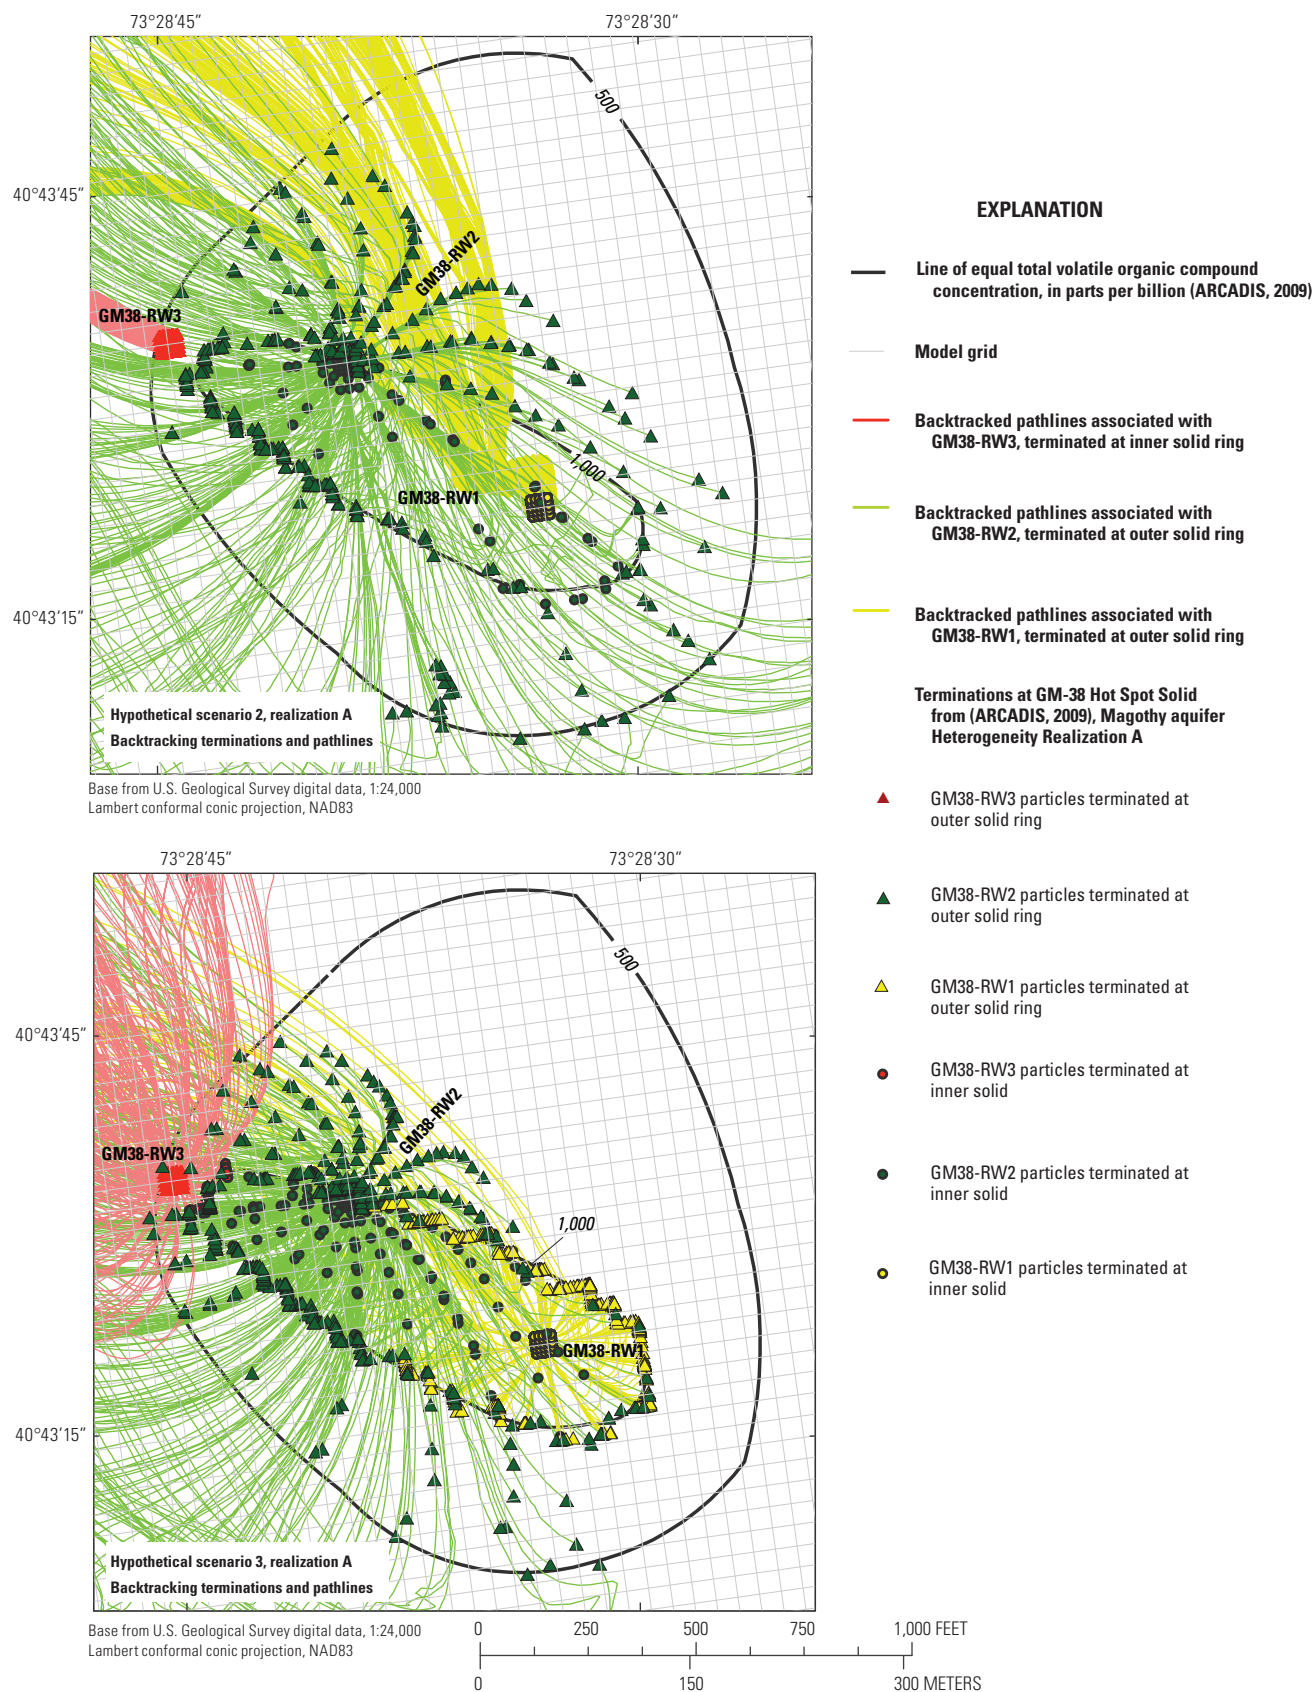 73°28'45"
73°28'30"
500
40°43'45"
GM38-RW2
GM38-RW3
1,000
GM38-RW1
40°43'15"
Hypothetical scenario 2, realization A
Backtracking terminations and pathlines
Base from U.S. Geological Survey digital data, 1:24,000
Lambert conformal conic projection, NAD83
EXPLANATION
Line of equal total volatile organic compound
concentration, in parts per billion (ARCADIS, 2009)
Model grid
Backtracked pathlines associated with
GM38-RW3, terminated at inner solid ring
Backtracked pathlines associated with
GM38-RW2, terminated at outer solid ring
Backtracked pathlines associated with
GM38-RW1, terminated at outer solid ring
Terminations at GM-38 Hot Spot Solid
from (ARCADIS, 2009), Magothy aquifer
Heterogeneity Realization A
GM38-RW3 particles terminated at
outer solid ring
GM38-RW2 particles terminated at
outer solid ring
GM38-RW1 particles terminated at
outer solid ring
GM38-RW3 particles terminated at
inner solid
GM38-RW2 particles terminated at
inner solid
GM38-RW1 particles terminated at
inner solid
73°28'45"
73°28'30"
500
40°43'45"
GM38-RW2
GM38-RW3
1,000
GM38-RW1
40°43'15"
Hypothetical scenario 3, realization A
Backtracking terminations and pathlines
Base from U.S. Geological Survey digital data, 1:24,000
Lambert conformal conic projection, NAD83
0 250 500 750 1,000 FEET
0 150 300 METERS